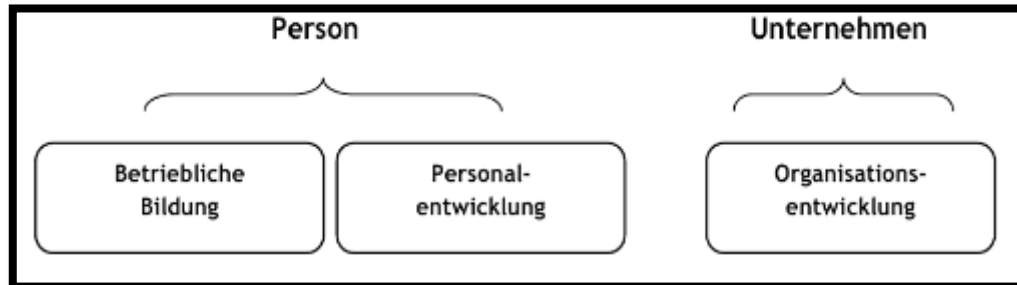 Person
Unternehmen
Betriebliche
Bildung
Personal-
entwicklung
Organisations-
entwicklung